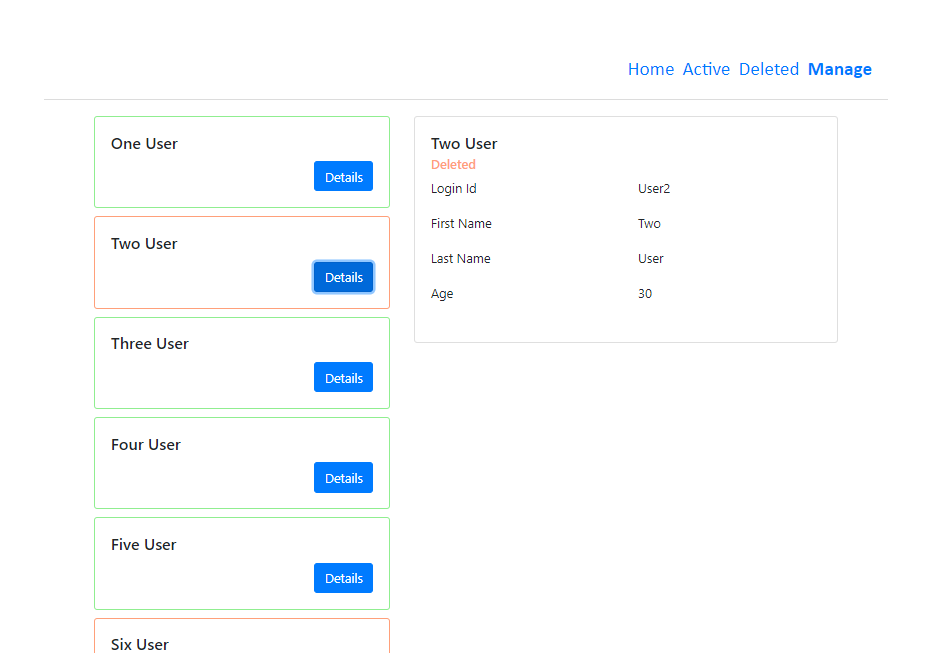 Home Active Deleted Manage
One User
Details
Two User
Details
Three User
Details
Four User
Details
Five User
Details
Six User
Two User
Deleted
Login Id User2
First Name Two
Last Name User
Age 30